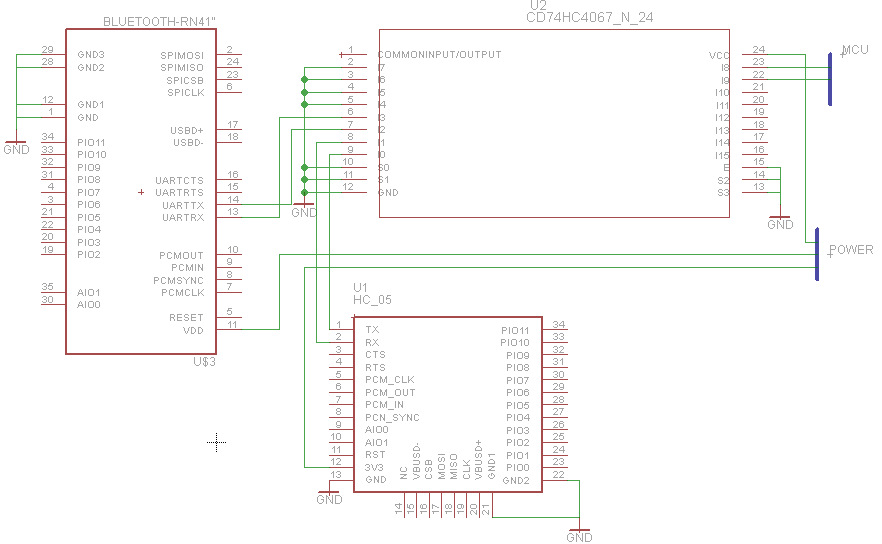 BLUETOOTH-RN41"
29 GND3
28 GND2
12 GND1
1 GND
34 PIO11
33 PIO10
32 PIO9
31 PIO8
4 PIO7
3 PIO6
21 PIO5
22 PIO4
20 PIO3
19 PIO2
35 AIO1
30 AIO0
SPIMOSI 2
SPIMISO 24
SPICSB 23
SPICLK 6
USBD+ 17
USBD- 18
UARTCTS 16
UARTRTS 15
UARTTX 14
UARTRX 13
PCMOUT 10
PCMIN 9
PCMSYNC 8
PCMCLK 7
RESET 5
VDD 11
U$3
GND
U2
CD74HC4067_N_24
1 COMMONINPUT/OUTPUT
2 I7
3 I6
4 I5
5 I4
6 I3
7 I2
8 I1
9 I0
10 S0
11 S1
12 GND
VCC 24
I8 23
I9 22
I10 21
I11 20
I12 19
I13 18
I14 17
I15 16
E 15
S2 14
S3 13
GND
GND
MCU
POWER
U1
HC_05
1 TX
2 RX
3 CTS
4 RTS
5 PCM_CLK
6 PCM_OUT
7 PCM_IN
8 PCN_SYNC
9 AIO0
10 AIO1
11 RST
12 3V3
13 GND
PIO11 34
PIO10 33
PIO9 32
PIO8 31
PIO7 30
PIO6 29
PIO5 28
PIO4 27
PIO3 26
PIO2 25
PIO1 24
PIO0 23
GND2 22
14 NC
15 VBUSD-
16 CSB
17 MOSI
18 MISO
19 CLK
20 VBUSD+
21 GND1
GND
GND